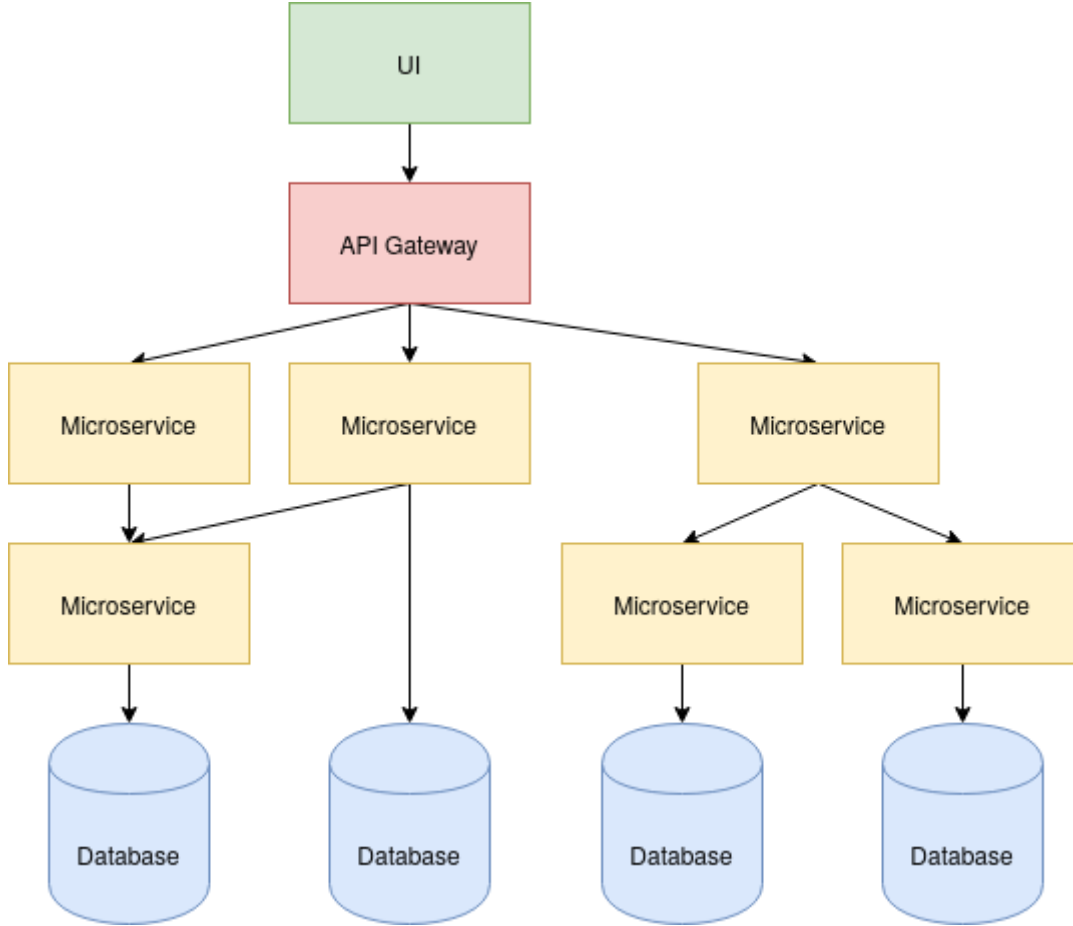 UI
API Gateway
Microservice
Microservice
Microservice
Microservice
Microservice
Microservice
Database
Database
Database
Database